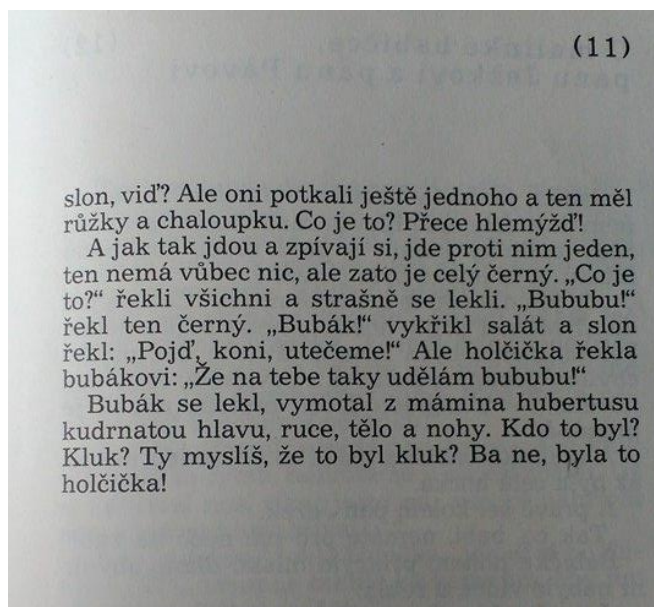 (11)
slon, viď? Ale oni potkali ještě jednoho a ten měl
růžky a chaloupku. Co je to? Přece hlemýžď!
A jak tak jdou a zpívají si, jde proti nim jeden,
ten nemá vůbec nic, ale zato je celý černý. „Co je
to?“ řekli všichni a strašně se lekli. „Bububu!“
řekl ten černý. „Bubák!“ vykřikl salát a slon
řekl: „Pojď, koni, utečeme!“ Ale holčička řekla
bubákovi: „Že na tebe taky udělám bububu!“
Bubák se lekl, vymotal z mámina hubertusu
kudrnatou hlavu, ruce, tělo a nohy. Kdo to byl?
Kluk? Ty myslíš, že to byl kluk? Ba ne, byla to
holčička!